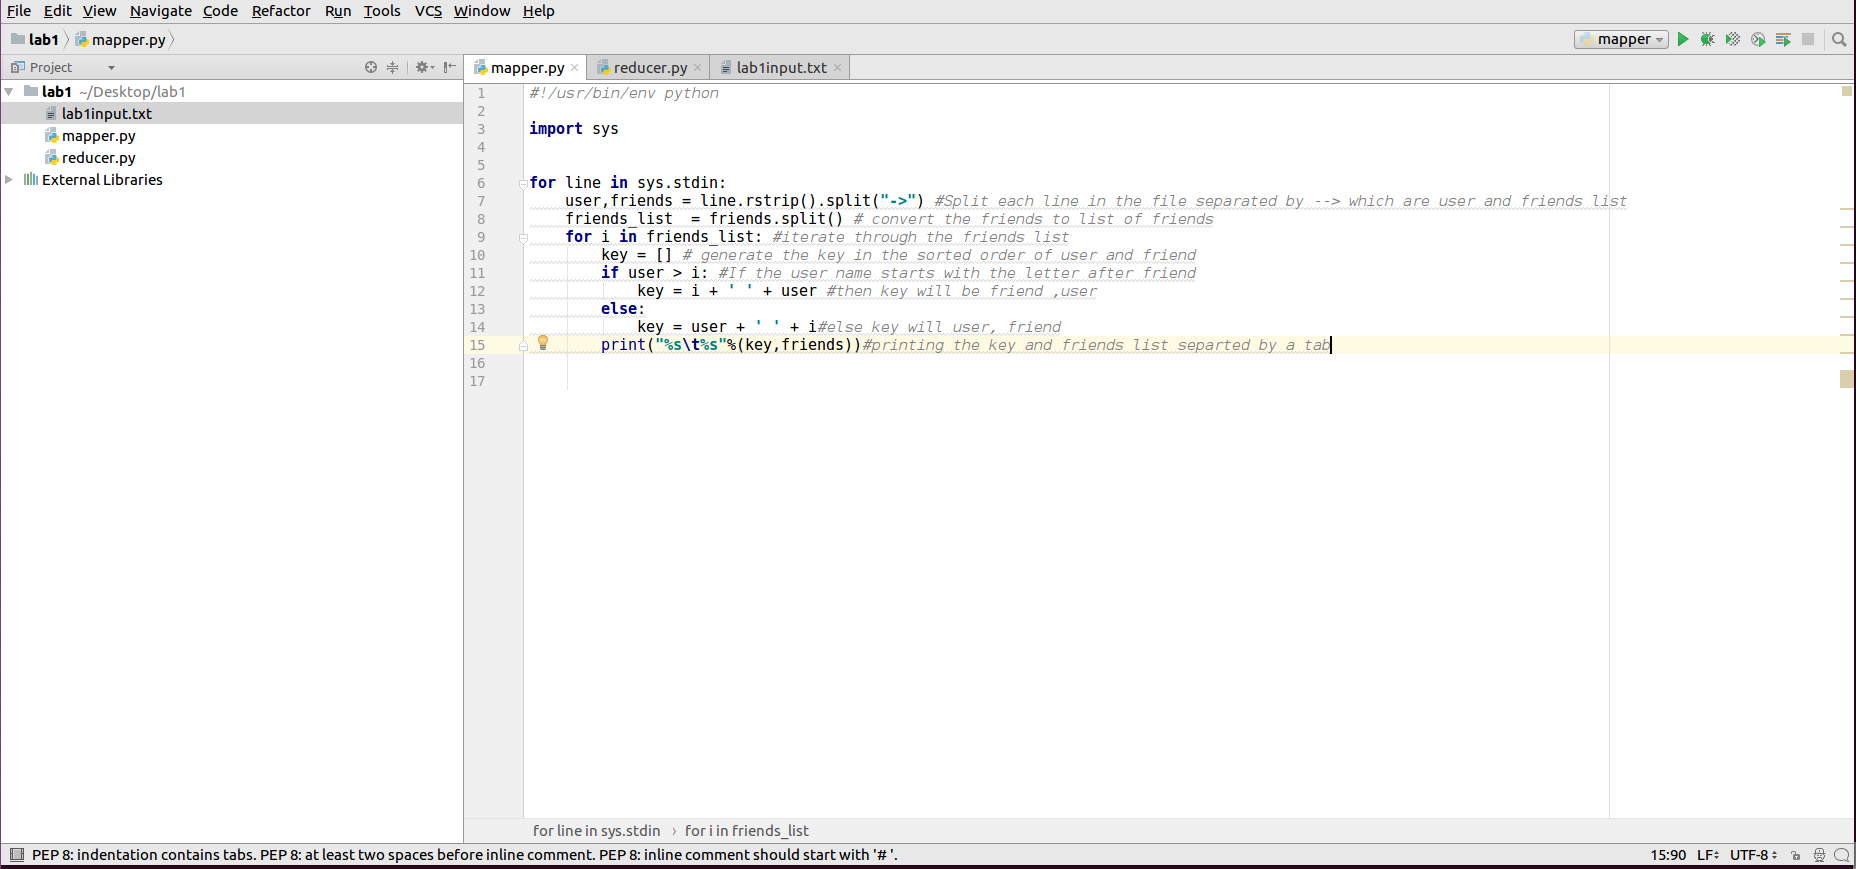 File Edit View Navigate Code Refactor Run Tools VCS Window Help
lab1 mapper.py mapper
Project
mapper.py reducer.py lab1input.txt
lab1 ~/Desktop/lab1
lab1input.txt
mapper.py
reducer.py
External Libraries
1 #!/usr/bin/env python
2
3 import sys
4
5
6 for line in sys.stdin:
7     user,friends = line.rstrip().split("->") #Split each line in the file separated by --> which are user and friends list
8     friends_list  = friends.split() # convert the friends to list of friends
9     for i in friends_list: #iterate through the friends list
10         key = [] # generate the key in the sorted order of user and friend
11         if user > i: #If the user name starts with the letter after friend
12             key = i + ' ' + user #then key will be friend ,user
13         else:
14             key = user + ' ' + i#else key will user, friend
15         print("%s\t%s"%(key,friends))#printing the key and friends list separted by a tab
16
17
for line in sys.stdin › for i in friends_list
PEP 8: indentation contains tabs. PEP 8: at least two spaces before inline comment. PEP 8: inline comment should start with '# '. 15:90 LF UTF-8